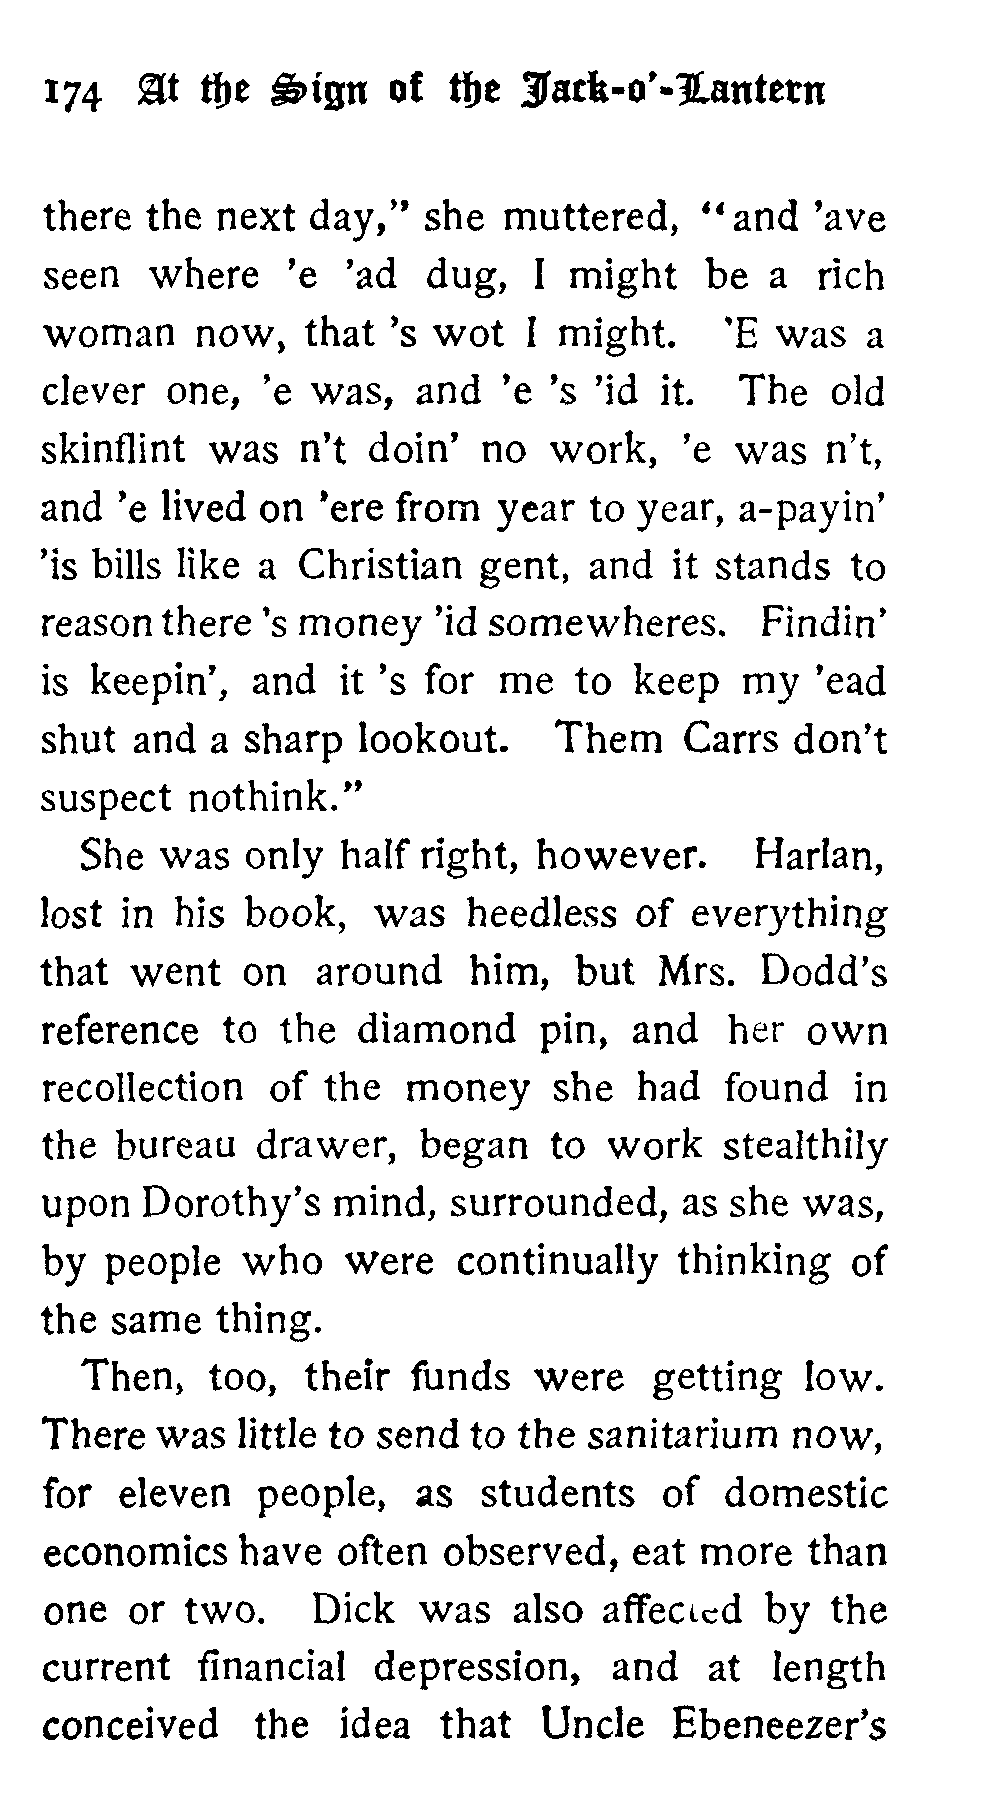 174 At the Sign of the Jack-o'-Lantern
there the next day," she muttered, "and 'ave
seen where 'e 'ad dug, I might be a rich
woman now, that 's wot I might. 'E was a
clever one, 'e was, and 'e 's 'id it. The old
skinflint was n't doin' no work, 'e was n't,
and 'e lived on 'ere from year to year, a-payin'
'is bills like a Christian gent, and it stands to
reason there 's money 'id somewheres. Findin'
is keepin', and it 's for me to keep my 'ead
shut and a sharp lookout. Them Carrs don't
suspect nothink."
She was only half right, however. Harlan,
lost in his book, was heedless of everything
that went on around him, but Mrs. Dodd's
reference to the diamond pin, and her own
recollection of the money she had found in
the bureau drawer, began to work stealthily
upon Dorothy's mind, surrounded, as she was,
by people who were continually thinking of
the same thing.
Then, too, their funds were getting low.
There was little to send to the sanitarium now,
for eleven people, as students of domestic
economics have often observed, eat more than
one or two. Dick was also affected by the
current financial depression, and at length
conceived the idea that Uncle Ebeneezer's